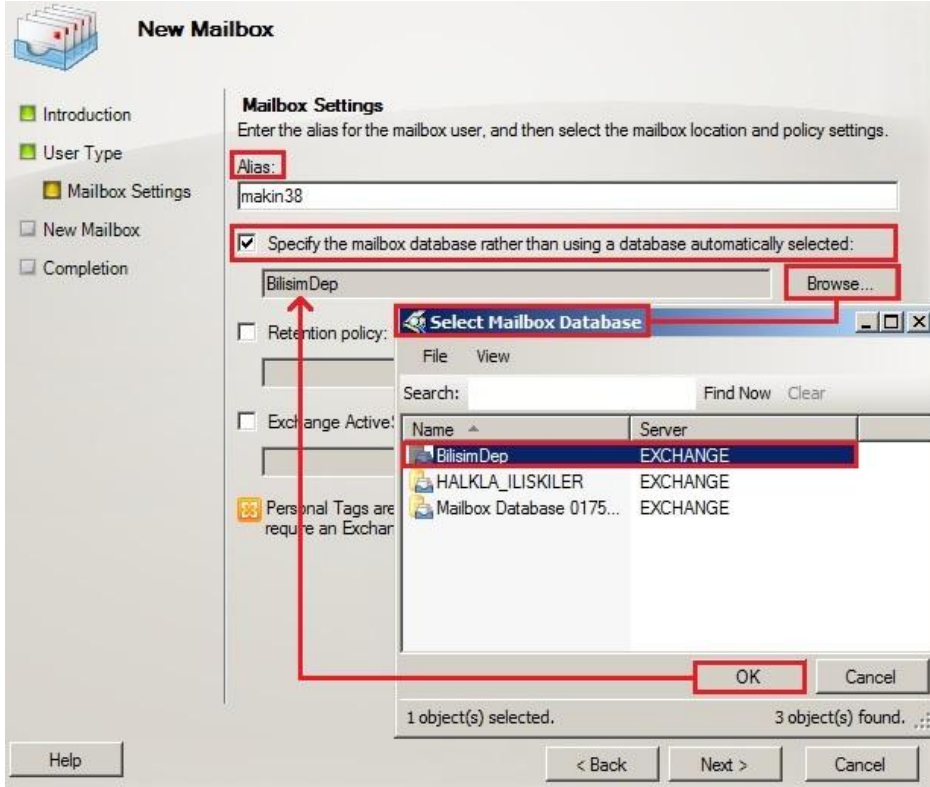 New Mailbox
Introduction
User Type
Mailbox Settings
New Mailbox
Completion
Mailbox Settings
Enter the alias for the mailbox user, and then select the mailbox location and policy settings.
Alias:
makin38
Specify the mailbox database rather than using a database automatically selected:
BilisimDep
Browse...
Retention policy:
Exchange Active
Personal Tags are
require an Exchan
Select Mailbox Database
File View
Search: Find Now Clear
Name Server
BilisimDep EXCHANGE
HALKLA_ILISKILER EXCHANGE
Mailbox Database 0175... EXCHANGE
OK Cancel
1 object(s) selected. 3 object(s) found.
Help < Back Next > Cancel